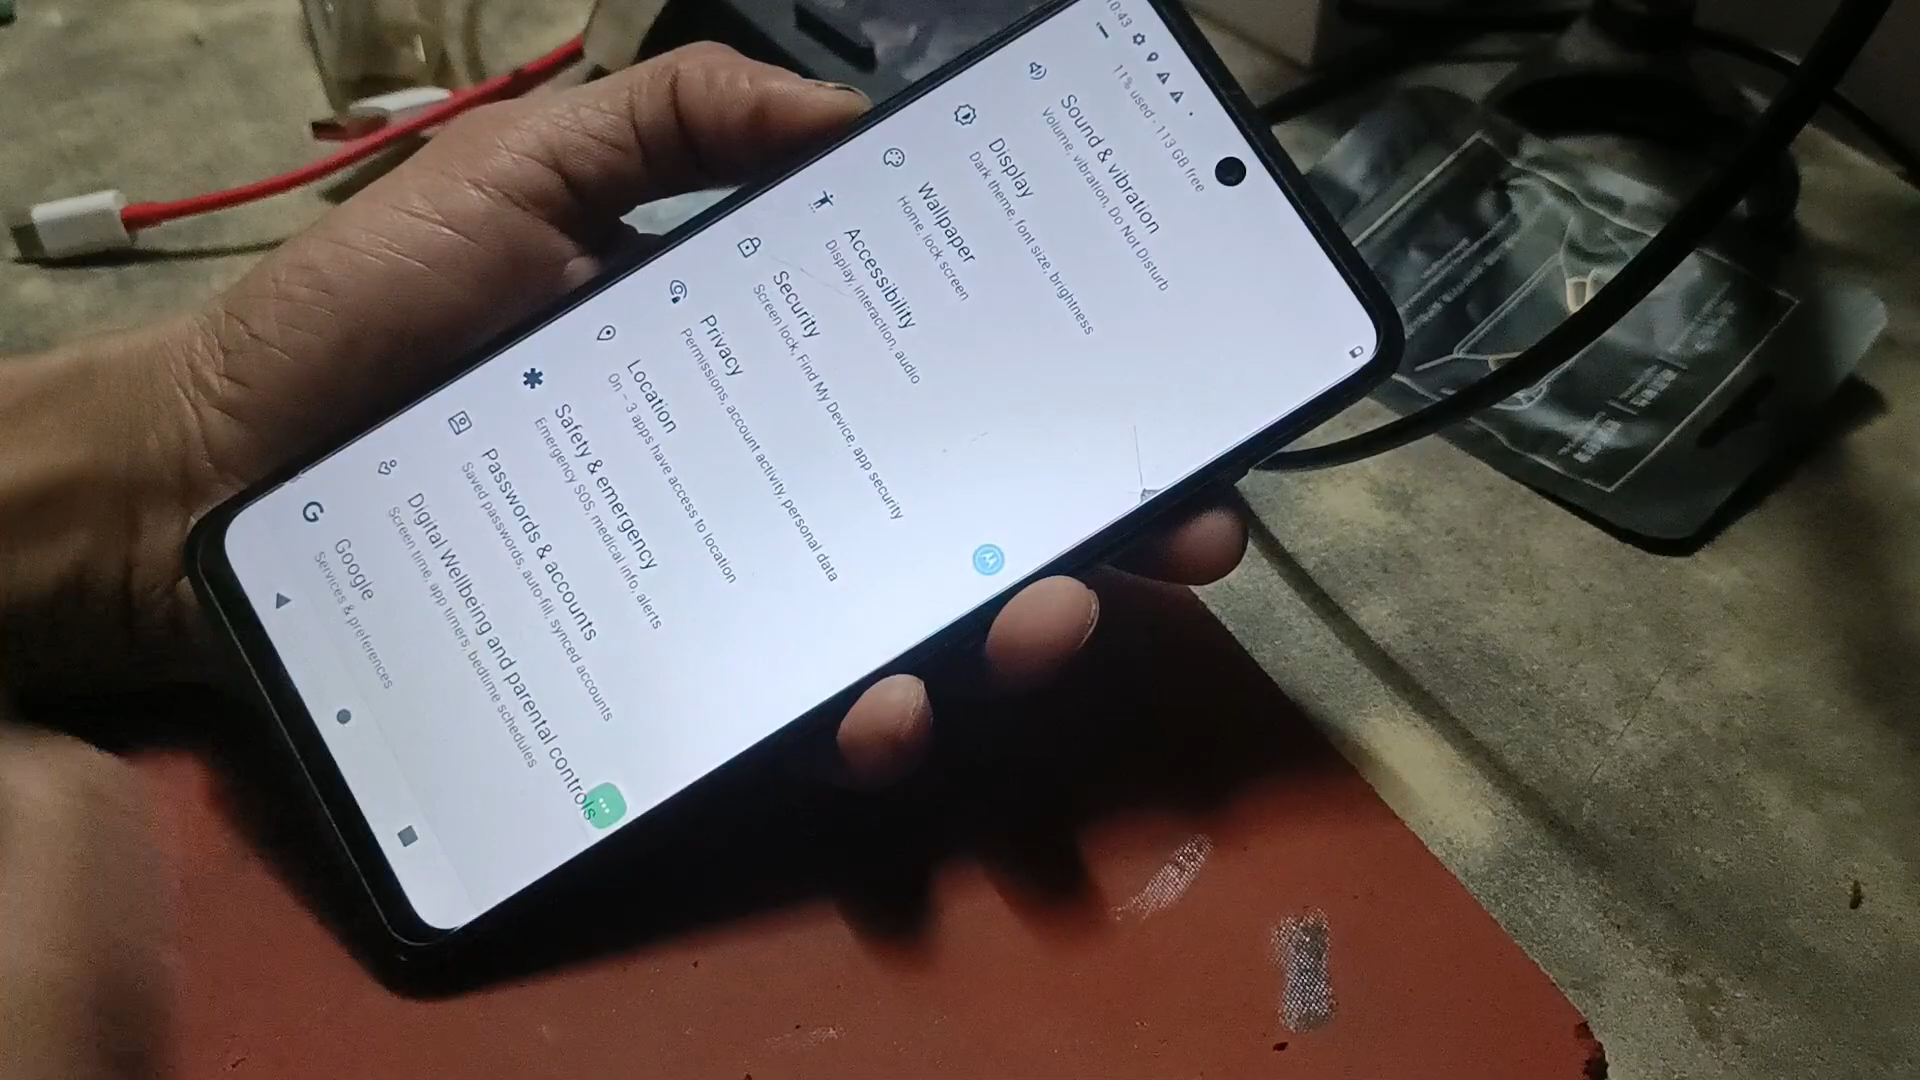 10:43
11% used - 113 GB free
Sound & vibration
Volume, vibration, Do Not Disturb
Display
Dark theme, font size, brightness
Wallpaper
Home, lock screen
Accessibility
Display, interaction, audio
Security
Screen lock, Find My Device, app security
Privacy
Permissions, account activity, personal data
Location
On - 3 apps have access to location
Safety & emergency
Emergency SOS, medical info, alerts
Passwords & accounts
Saved passwords, auto-fill, synced accounts
Digital Wellbeing and parental controls
Screen time, app timers, bedtime schedules
Google
Services & preferences